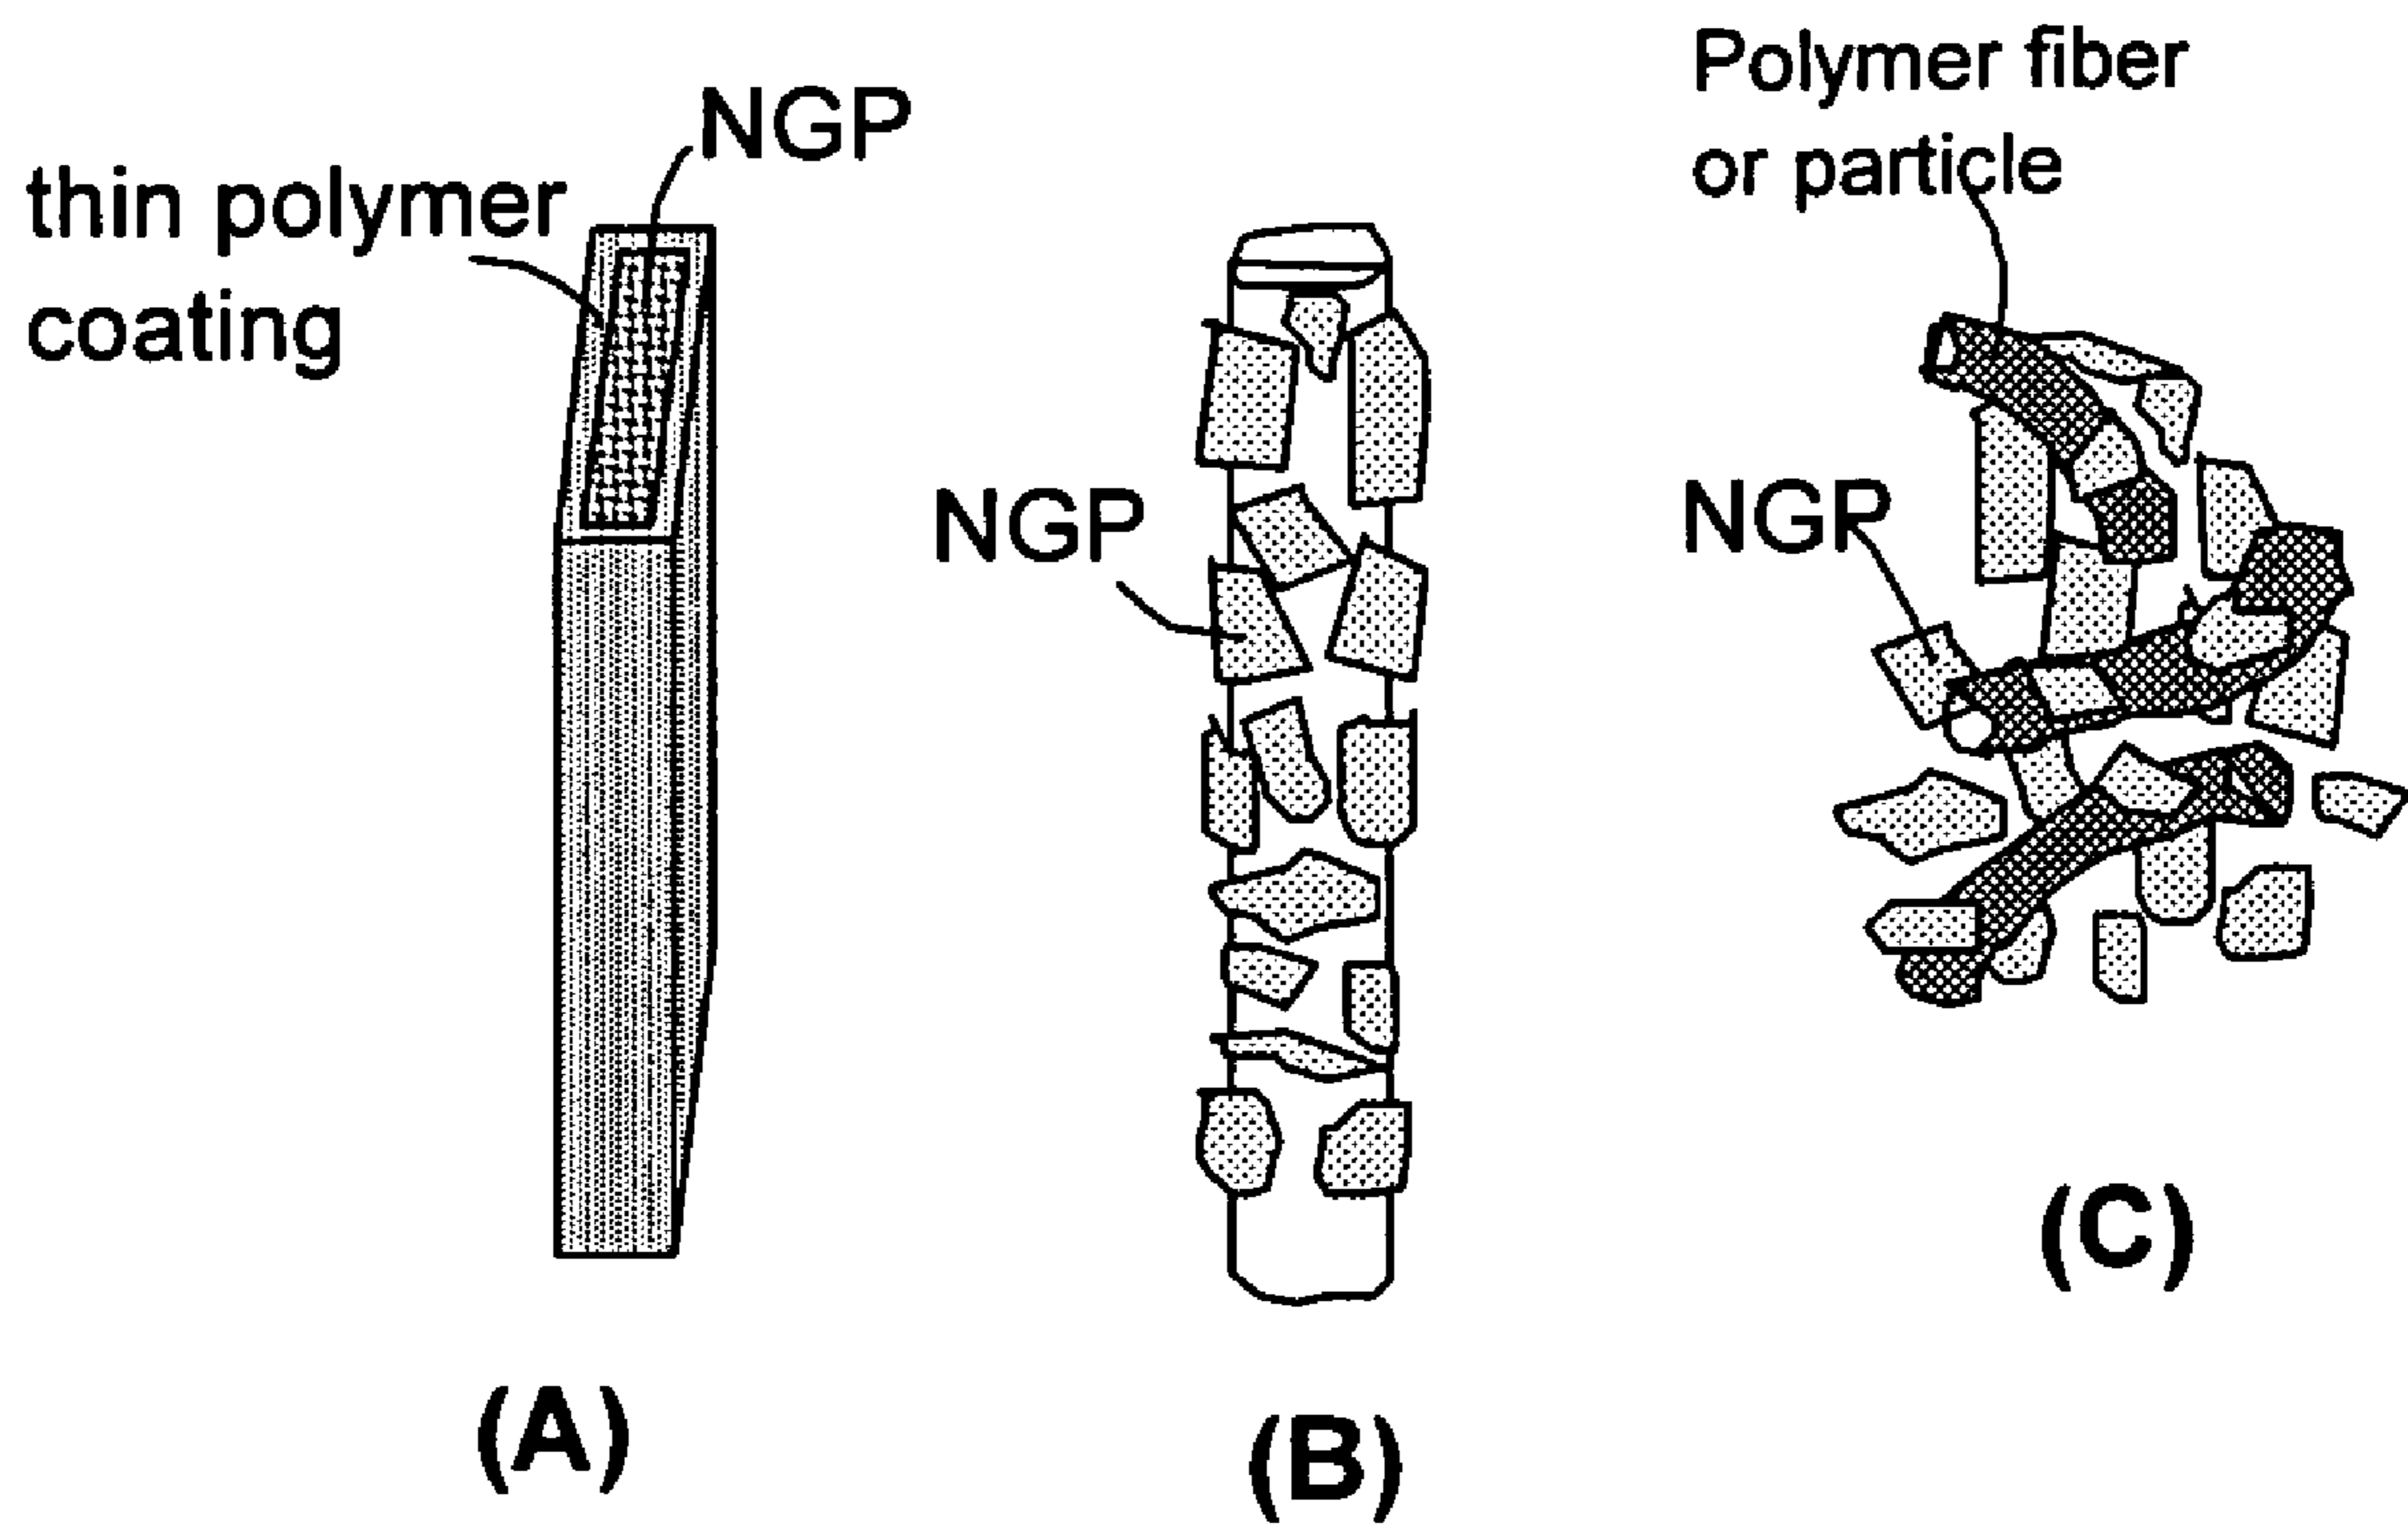 NGP
thin polymer
coating
(A)
NGP
(B)
Polymer fiber
or particle
NGP
(C)